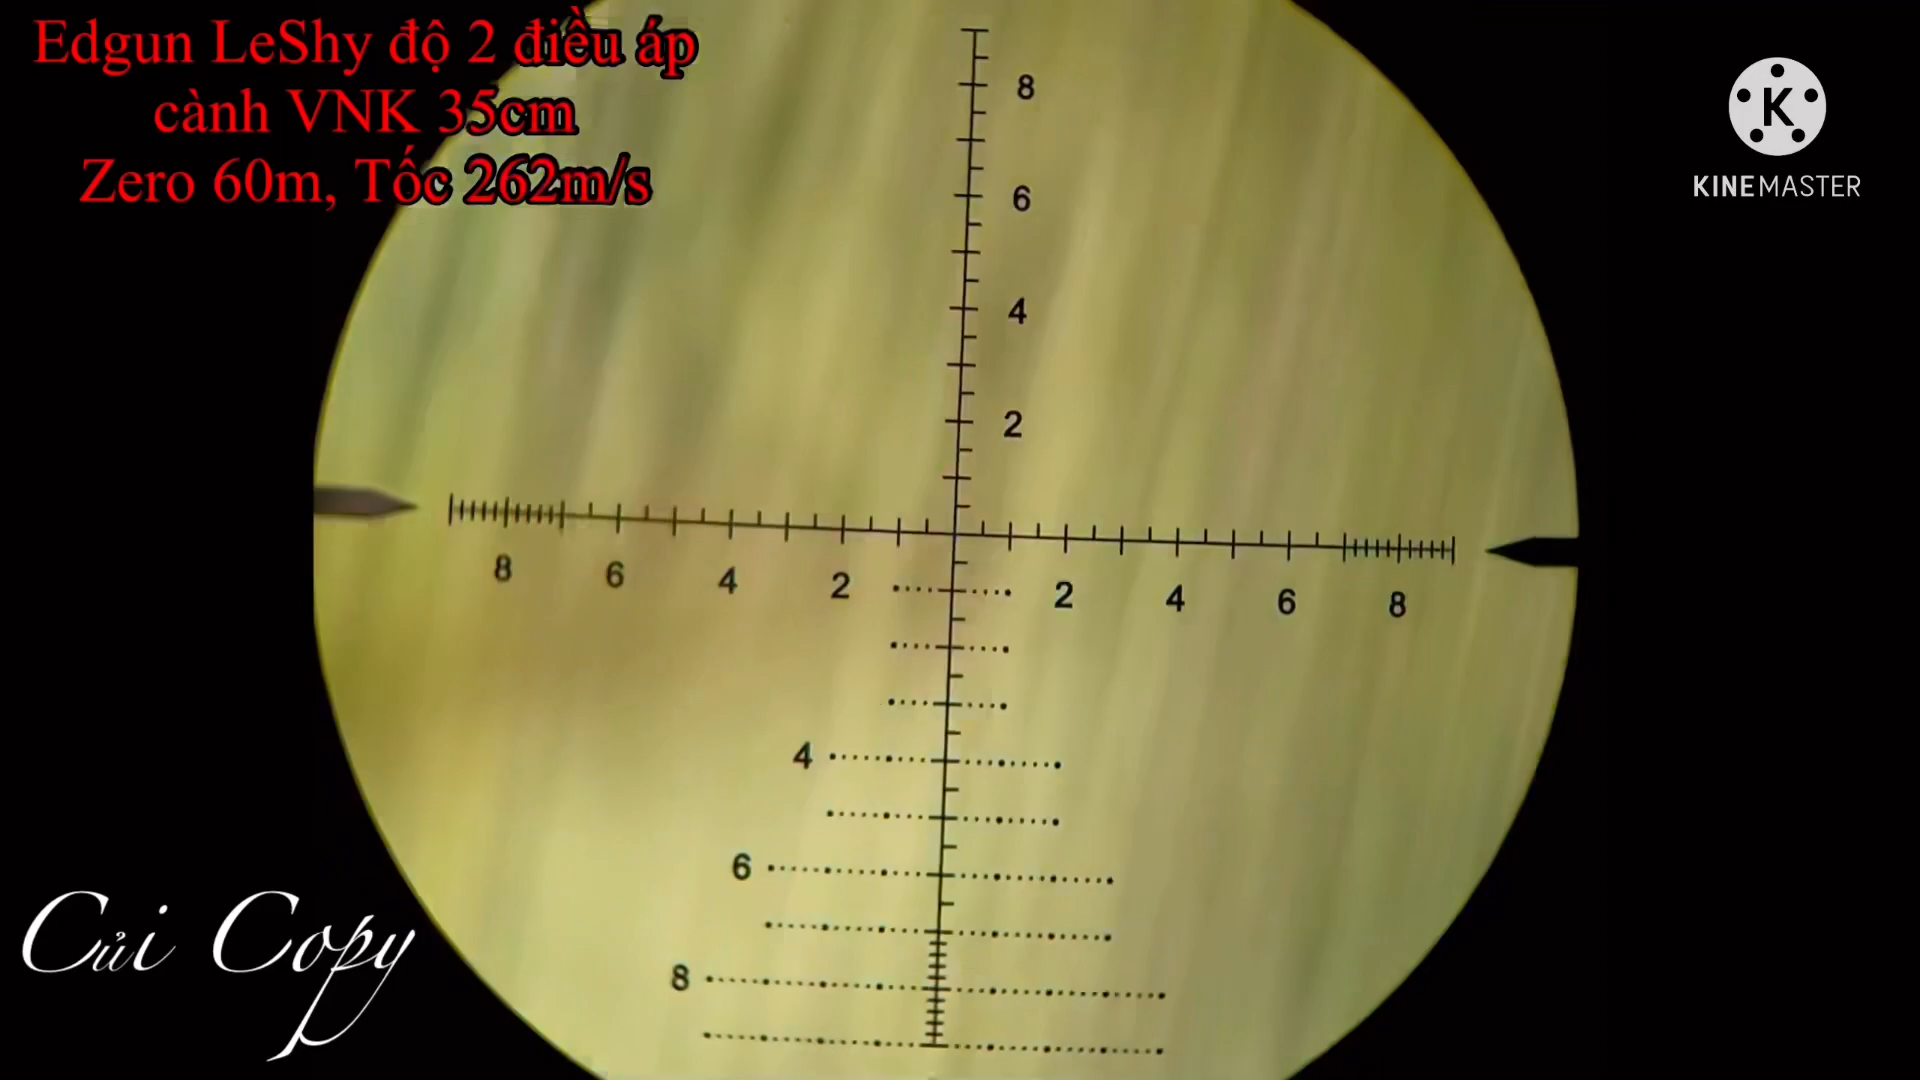 Edgun LeShy độ 2 điều áp
cành VNK 35cm
Zero 60m, Tốc 262m/s
KINEMASTER
8
6
4
2
8 6 4 2 2 4 6 8
4
6
8
Củi Copy